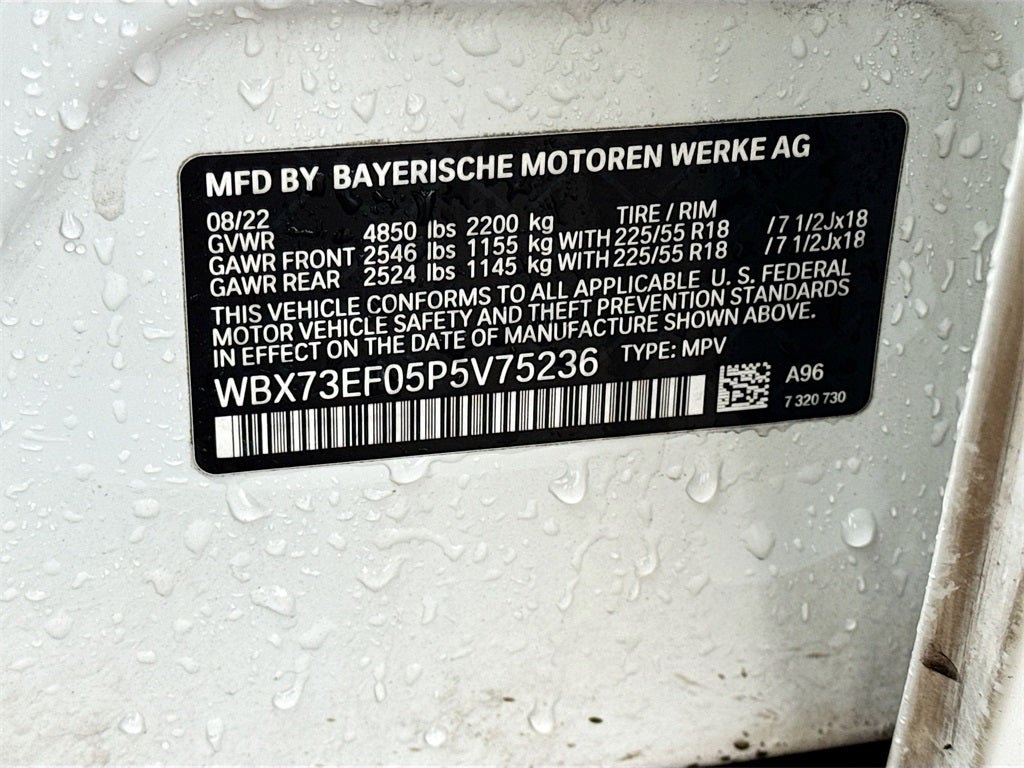 MFD BY BAYERISCHE MOTOREN WERKE AG
08/22 TIRE / RIM
GVWR 4850 lbs 2200 kg
GAWR FRONT 2546 lbs 1155 kg WITH 225/55 R18 /7 1/2Jx18
GAWR REAR 2524 lbs 1145 kg WITH 225/55 R18 /7 1/2Jx18
THIS VEHICLE CONFORMS TO ALL APPLICABLE U. S. FEDERAL
MOTOR VEHICLE SAFETY AND THEFT PREVENTION STANDARDS
IN EFFECT ON THE DATE OF MANUFACTURE SHOWN ABOVE.
WBX73EF05P5V75236 TYPE: MPV
A96
7 320 730